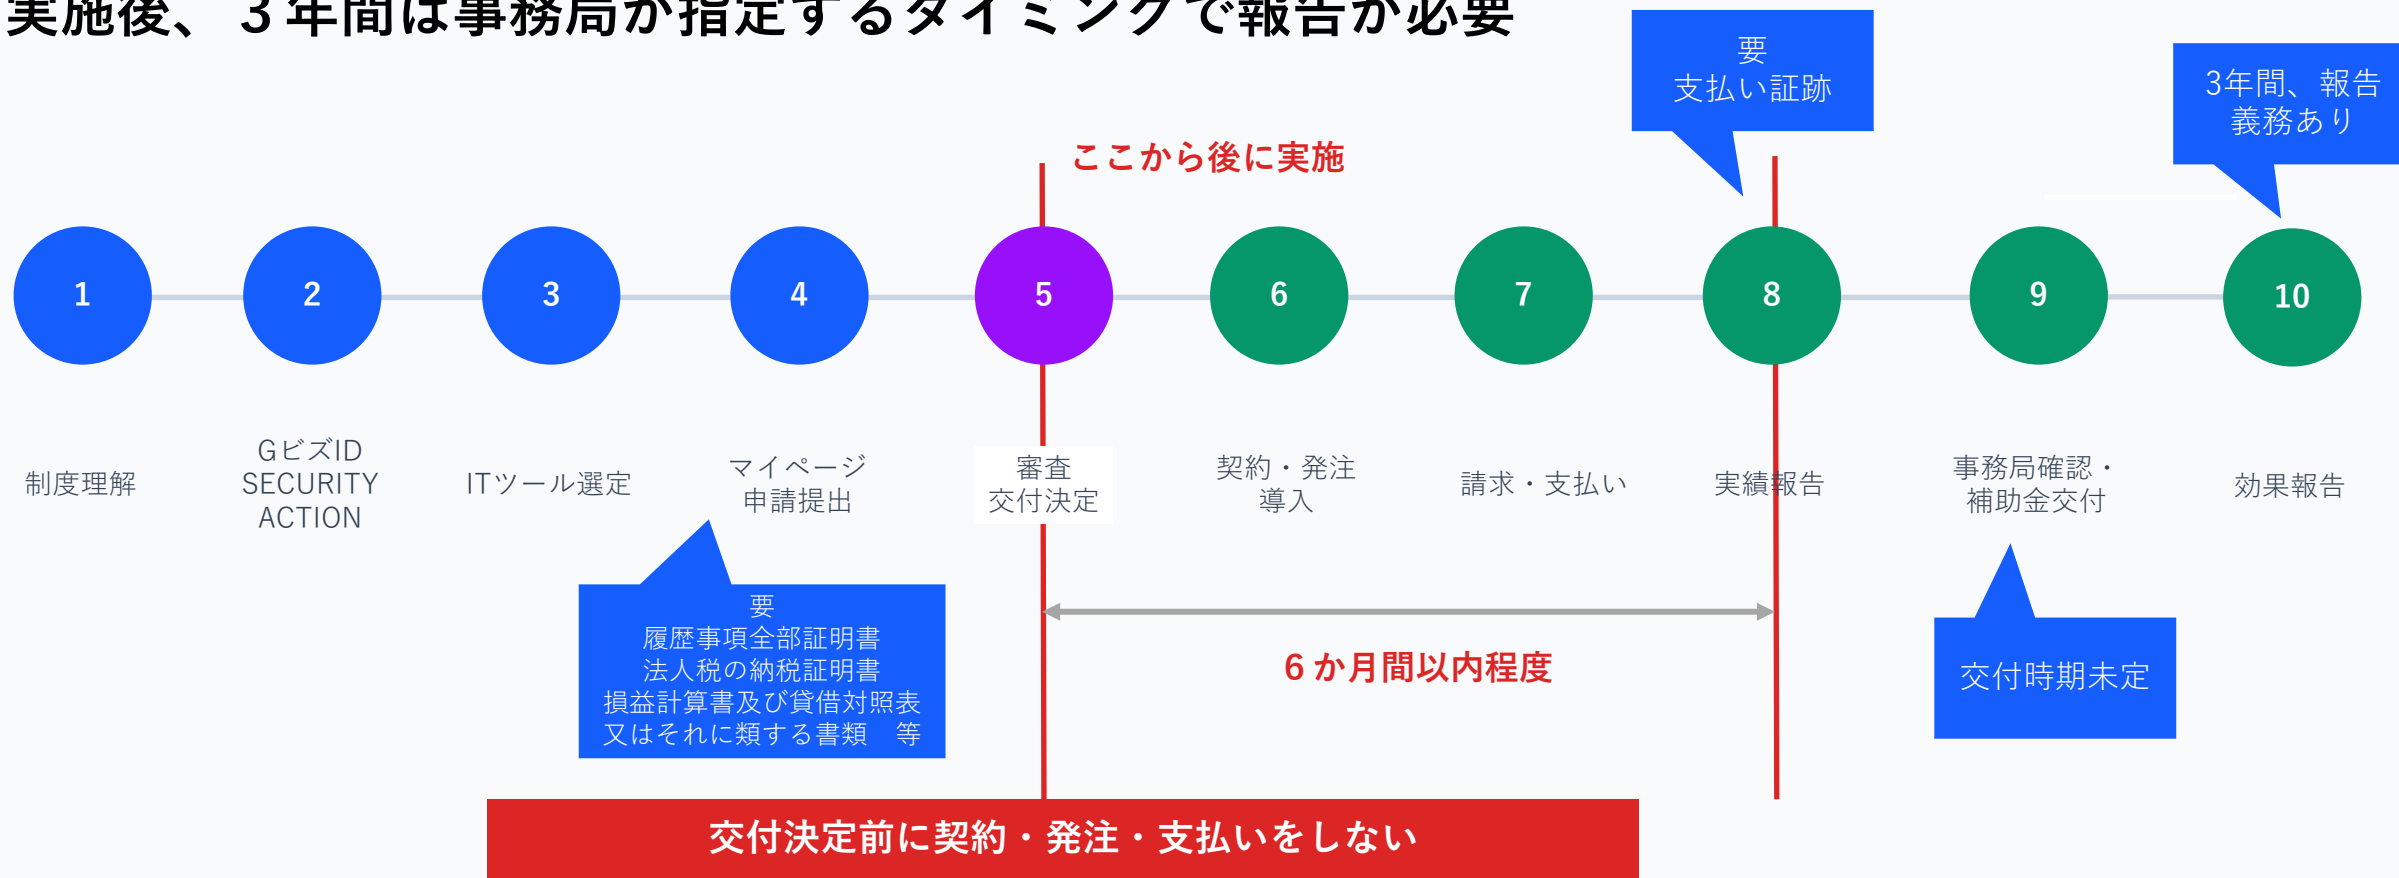 実施後、３年間は事務局が指定するタイミングで報告が必要
要
支払い証跡
3年間、報告
義務あり
ここから後に実施
1
2
3
4
5
6
7
8
9
10
制度理解
GビズID
SECURITY
ACTION
ITツール選定
マイページ
申請提出
審査
交付決定
契約・発注
導入
請求・支払い
実績報告
事務局確認・
補助金交付
効果報告
要
履歴事項全部証明書
法人税の納税証明書
損益計算書及び貸借対照表
又はそれに類する書類　等
６か月間以内程度
交付時期未定
交付決定前に契約・発注・支払いをしない